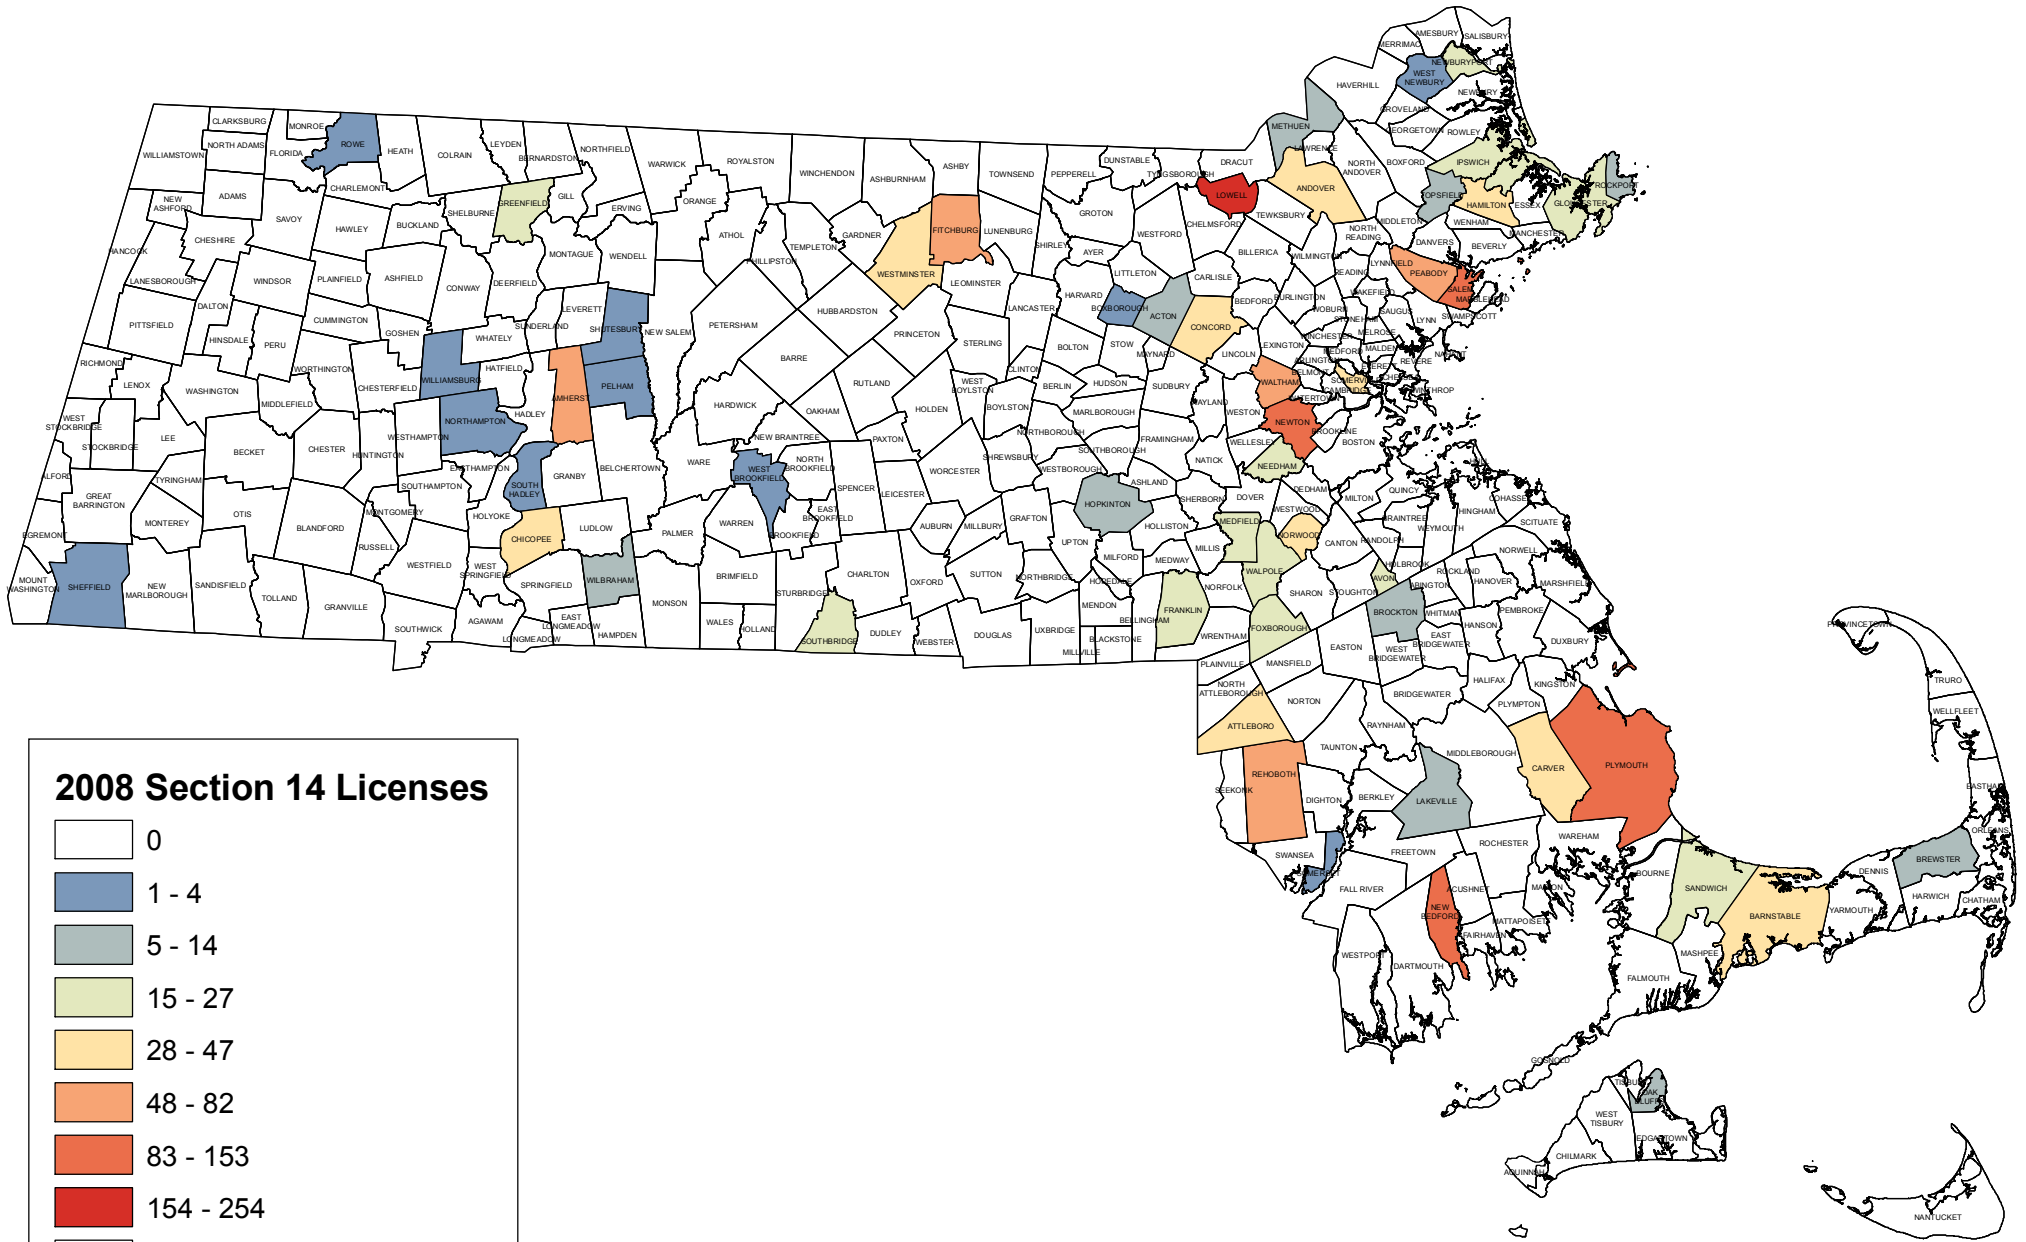 AMESBURY
SALISBURY
MERRIMAC
NEWBURYPORT
WEST
NEWBURY
HAVERHILL
NEWBURY
GROVELAND
GEORGETOWN
ROWLEY
METHUEN
LAWRENCE
NORTH
ANDOVER
BOXFORD
IPSWICH
ROCKPORT
ANDOVER
TOPSFIELD
HAMILTON
ESSEX
GLOUCESTER
WENHAM
MANCHESTER
MIDDLETON
DANVERS
BEVERLY
CLARKSBURG
MONROE
ROWE
HEATH
COLRAIN
LEYDEN
BERNARDSTON
NORTHFIELD
WARWICK
ROYALSTON
WINCHENDON
ASHBURNHAM
ASHBY
TOWNSEND
PEPPERELL
DUNSTABLE
TYNGSBOROUGH
DRACUT
WILLIAMSTOWN
NORTH ADAMS
FLORIDA
LOWELL
TEWKSBURY
CHELMSFORD
NEW
ASHFORD
ADAMS
SAVOY
CHARLEMONT
HAWLEY
BUCKLAND
SHELBURNE
GREENFIELD
GILL
ERVING
ORANGE
ATHOL
PHILLIPSTON
TEMPLETON
GARDNER
WESTMINSTER
FITCHBURG
LUNENBURG
SHIRLEY
GROTON
AYER
WESTFORD
LITTLETON
CARLISLE
BILLERICA
WILMINGTON
NORTH
READING
READING
LYNNFIELD
PEABODY
SALEM
MARBLEHEAD
HANCOCK
CHESHIRE
LANESBOROUGH
WINDSOR
PLAINFIELD
ASHFIELD
CONWAY
DEERFIELD
MONTAGUE
WENDELL
LEOMINSTER
LANCASTER
HARVARD
BOXBOROUGH
ACTON
CONCORD
BEDFORD
BURLINGTON
WAKEFIELD
WOBURN
STONEHAM
SAUGUS
LYNN
SWAMPSCOTT
NAHANT
DALTON
PITTSFIELD
CUMMINGTON
GOSHEN
WHATELY
SUNDERLAND
LEVERETT
SHUTESBURY
NEW SALEM
PETERSHAM
HUBBARDSTON
PRINCETON
STERLING
BOLTON
STOW
MAYNARD
LINCOLN
LEXINGTON
WINCHESTER
MELROSE
MEDFORD
MALDEN
ARLINGTON
EVERETT
REVERE
BELMONT
SOMERVILLE
CHELSEA
CAMBRIDGE
WINTHROP
RICHMOND
HINSDALE
PERU
WORTHINGTON
CHESTERFIELD
WILLIAMSBURG
HATFIELD
AMHERST
PELHAM
BARRE
RUTLAND
HOLDEN
WEST
BOYLSTON
CLINTON
BERLIN
HUDSON
SUDBURY
WAYLAND
WESTON
WALTHAM
WATERTOWN
NEWTON
BROOKLINE
BOSTON
LENOX
WASHINGTON
MIDDLEFIELD
WEST
STOCKBRIDGE
STOCKBRIDGE
LEE
BECKET
CHESTER
HUNTINGTON
WESTHAMPTON
NORTHAMPTON
HADLEY
HARDWICK
OAKHAM
NEW BRAINTREE
PAXTON
BOYLSTON
NORTHBOROUGH
MARLBOROUGH
SOUTHBOROUGH
FRAMINGHAM
WELLESLEY
NEEDHAM
NATICK
ALFORD
GREAT
BARRINGTON
TYRINGHAM
MONTEREY
OTIS
BLANDFORD
MONTGOMERY
RUSSELL
EASTHAMPTON
SOUTHAMPTON
SOUTH
HADLEY
GRANBY
BELCHERTOWN
WARE
WEST
BROOKFIELD
NORTH
BROOKFIELD
SPENCER
LEICESTER
WORCESTER
SHREWSBURY
WESTBOROUGH
ASHLAND
HOPKINTON
SHERBORN
DOVER
DEDHAM
MILTON
QUINCY
HULL
COHASSET
HINGHAM
SCITUATE
EGREMONT
HOLYOKE
CHICOPEE
LUDLOW
PALMER
WARREN
BROOKFIELD
EAST
BROOKFIELD
AUBURN
MILLBURY
GRAFTON
UPTON
HOLLISTON
MEDFIELD
WESTWOOD
NORWOOD
CANTON
RANDOLPH
BRAINTREE
WEYMOUTH
NORWELL
MOUNT
WASHINGTON
SHEFFIELD
NEW
MARLBOROUGH
SANDISFIELD
TOLLAND
GRANVILLE
WESTFIELD
WEST
SPRINGFIELD
SPRINGFIELD
WILBRAHAM
MONSON
BRIMFIELD
STURBRIDGE
CHARLTON
OXFORD
SUTTON
NORTHBRIDGE
MILFORD
HOPEDALE
MEDWAY
MILLIS
NORFOLK
WALPOLE
SHARON
STOUGHTON
AVON
HOLBROOK
ABINGTON
ROCKLAND
HANOVER
MARSHFIELD
SOUTHWICK
AGAWAM
LONGMEADOW
EAST
LONGMEADOW
HAMPDEN
WALES
HOLLAND
SOUTHBRIDGE
DUDLEY
WEBSTER
DOUGLAS
UXBRIDGE
MENDON
BLACKSTONE
MILLVILLE
BELLINGHAM
FRANKLIN
WRENTHAM
FOXBOROUGH
BROCKTON
WHITMAN
HANSON
PEMBROKE
DUXBURY
EASTON
WEST
BRIDGEWATER
EAST
BRIDGEWATER
PLAINVILLE
MANSFIELD
NORTH
ATTLEBOROUGH
NORTON
BRIDGEWATER
HALIFAX
KINGSTON
PLYMPTON
ATTLEBORO
RAYNHAM
TAUNTON
MIDDLEBOROUGH
CARVER
PLYMOUTH
REHOBOTH
SEEKONK
DIGHTON
BERKLEY
LAKEVILLE
ROCHESTER
WAREHAM
SWANSEA
SOMERSET
FREETOWN
FALL RIVER
ACUSHNET
MARION
MATTAPOISETT
NEW
BEDFORD
FAIRHAVEN
WESTPORT
DARTMOUTH
PROVINCETOWN
TRURO
WELLFLEET
EASTHAM
ORLEANS
BREWSTER
DENNIS
HARWICH
CHATHAM
BOURNE
SANDWICH
BARNSTABLE
YARMOUTH
MASHPEE
FALMOUTH
GOSNOLD
TISBURY
OAK
BLUFFS
WEST
TISBURY
EDGARTOWN
CHILMARK
AQUINNAH
NANTUCKET
2008 Section 14 Licenses
0
1 - 4
5 - 14
15 - 27
28 - 47
48 - 82
83 - 153
154 - 254